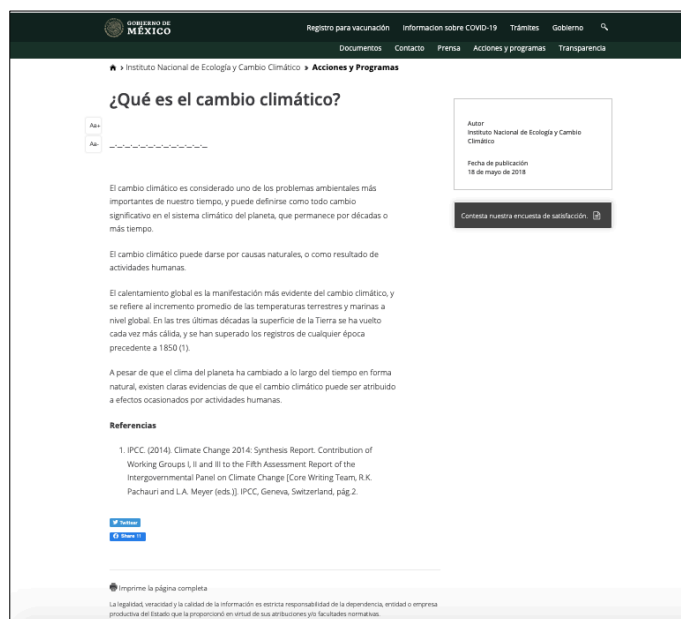 GOBIERNO DE
MÉXICO
Registro para vacunación Informacion sobre COVID-19 Trámites Gobierno
Documentos Contacto Prensa Acciones y programas Transparencia
> Instituto Nacional de Ecología y Cambio Climático > Acciones y Programas
¿Qué es el cambio climático?
Aa+
Aa-
_._._._._._._._._._._._._
Autor
Instituto Nacional de Ecología y Cambio
Climático
Fecha de publicación
18 de mayo de 2018
Contesta nuestra encuesta de satisfacción.
El cambio climático es considerado uno de los problemas ambientales más
importantes de nuestro tiempo, y puede definirse como todo cambio
significativo en el sistema climático del planeta, que permanece por décadas o
más tiempo.
El cambio climático puede darse por causas naturales, o como resultado de
actividades humanas.
El calentamiento global es la manifestación más evidente del cambio climático, y
se refiere al incremento promedio de las temperaturas terrestres y marinas a
nivel global. En las tres últimas décadas la superficie de la Tierra se ha vuelto
cada vez más cálida, y se han superado los registros de cualquier época
precedente a 1850 (1).
A pesar de que el clima del planeta ha cambiado a lo largo del tiempo en forma
natural, existen claras evidencias de que el cambio climático puede ser atribuido
a efectos ocasionados por actividades humanas.
Referencias
1. IPCC. (2014). Climate Change 2014: Synthesis Report. Contribution of
Working Groups I, II and III to the Fifth Assessment Report of the
Intergovernmental Panel on Climate Change [Core Writing Team, R.K.
Pachauri and L.A. Meyer (eds.)]. IPCC, Geneva, Switzerland, pág 2.
Twittear
Share 11
Imprime la página completa
La legalidad, veracidad y la calidad de la información es estricta responsabilidad de la dependencia, entidad o empresa
productiva del Estado que la proporcionó en virtud de sus atribuciones y/o facultades normativas.